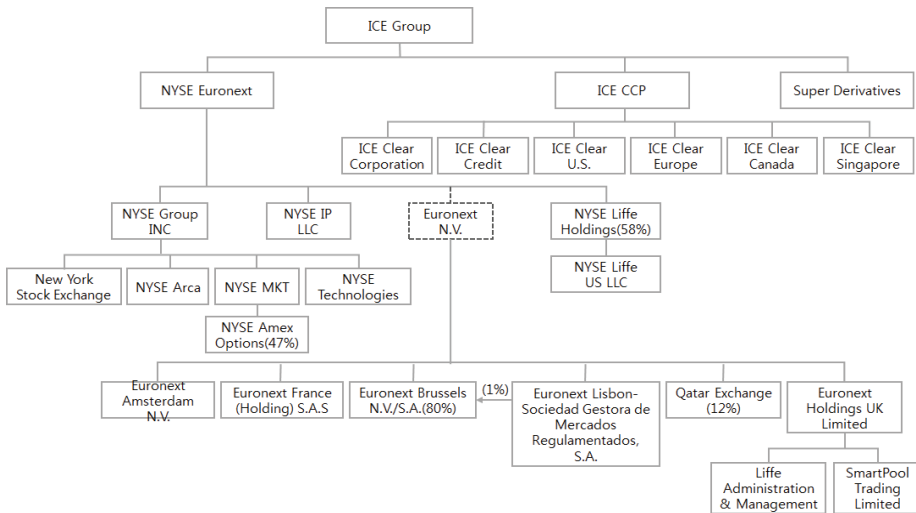 ICE Group
NYSE Euronext
ICE CCP
Super Derivatives
ICE Clear
Corporation
ICE Clear
Credit
ICE Clear
U.S.
ICE Clear
Europe
ICE Clear
Canada
ICE Clear
Singapore
NYSE Group
INC
NYSE IP
LLC
Euronext
N.V.
NYSE Liffe
Holdings(58%)
NYSE Liffe
US LLC
New York
Stock Exchange
NYSE Arca
NYSE MKT
NYSE
Technologies
NYSE Amex
Options(47%)
Euronext
Amsterdam
N.V.
Euronext France
(Holding) S.A.S
Euronext Brussels
N.V./S.A.(80%)
(1%)
Euronext Lisbon-
Sociedad Gestora de
Mercados
Regulamentados,
S.A.
Qatar Exchange
(12%)
Euronext
Holdings UK
Limited
Liffe
Administration
& Management
SmartPool
Trading
Limited